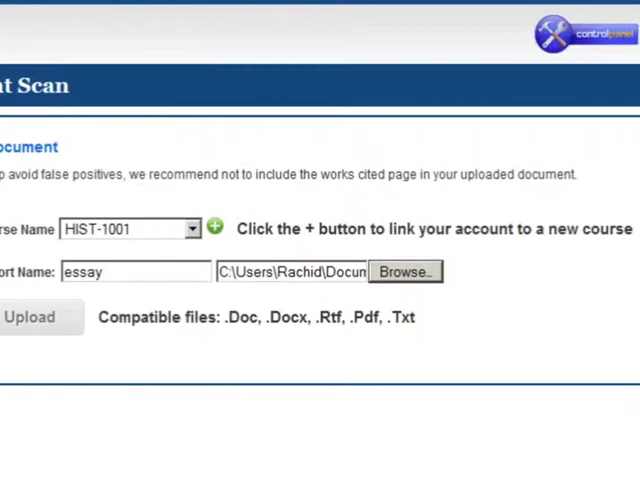 controlpanel
nt Scan
ocument
p avoid false positives, we recommend not to include the works cited page in your uploaded document.
rse Name HIST-1001 Click the + button to link your account to a new course
ort Name: essay C:\Users\Rachid\Docum Browse..
Upload Compatible files: .Doc, .Docx, .Rtf, .Pdf, .Txt